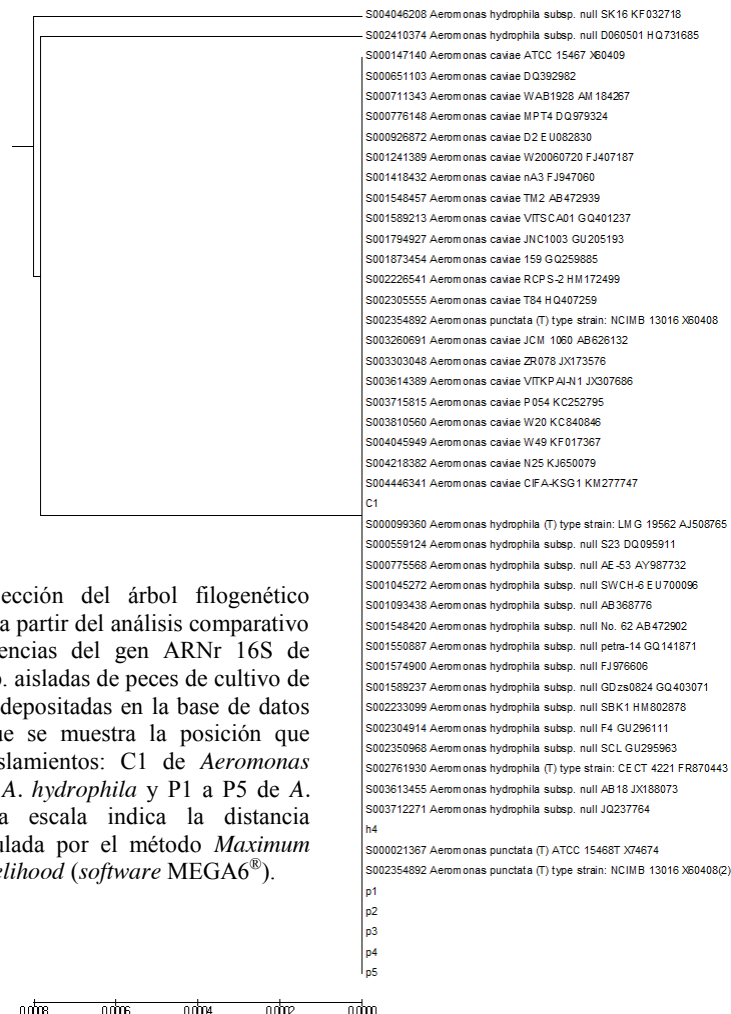 S004046208 Aeromonas hydrophila subsp. null SK16 KF032718
S002410374 Aeromonas hydrophila subsp. null D060501 HQ731685
S000147140 Aeromonas caviae ATCC 15467 X60409
S000651103 Aeromonas caviae DQ392982
S000711343 Aeromonas caviae WAB1928 AM184267
S000776148 Aeromonas caviae MPT4 DQ979324
S000926872 Aeromonas caviae D2 EU082830
S001241389 Aeromonas caviae W20060720 FJ407187
S001418432 Aeromonas caviae nA3 FJ947060
S001548457 Aeromonas caviae TM2 AB472939
S001589213 Aeromonas caviae VITSCA01 GQ401237
S001794927 Aeromonas caviae JNC1003 GU205193
S001873454 Aeromonas caviae 159 GQ259885
S002226541 Aeromonas caviae RCPS-2 HM172499
S002305555 Aeromonas caviae T84 HQ407259
S002354892 Aeromonas punctata (T) type strain: NCIMB 13016 X60408
S003260691 Aeromonas caviae JCM 1060 AB626132
S003303048 Aeromonas caviae ZR078 JX173576
S003614389 Aeromonas caviae VITKPAI-N1 JX307686
S003715815 Aeromonas caviae P054 KC252795
S003810560 Aeromonas caviae W20 KC840846
S004045949 Aeromonas caviae W49 KF017367
S004218382 Aeromonas caviae N25 KJ650079
S004446341 Aeromonas caviae CIFA-KSG1 KM277747
C1
S000099360 Aeromonas hydrophila (T) type strain: LMG 19562 AJ508765
S000559124 Aeromonas hydrophila subsp. null S23 DQ095911
S000775568 Aeromonas hydrophila subsp. null AE-53 AY987732
S001045272 Aeromonas hydrophila subsp. null SWCH-6 EU700096
S001093438 Aeromonas hydrophila subsp. null AB368776
S001548420 Aeromonas hydrophila subsp. null No. 62 AB472902
S001550887 Aeromonas hydrophila subsp. null petra-14 GQ141871
S001574900 Aeromonas hydrophila subsp. null FJ976606
S001589237 Aeromonas hydrophila subsp. null GDzs0824 GQ403071
S002233099 Aeromonas hydrophila subsp. null SBK1 HM802878
S002304914 Aeromonas hydrophila subsp. null F4 GU296111
S002350968 Aeromonas hydrophila subsp. null SCL GU295963
S002761930 Aeromonas hydrophila (T) type strain: CECT 4221 FR870443
S003613455 Aeromonas hydrophila subsp. null AB18 JX188073
S003712271 Aeromonas hydrophila subsp. null JQ237764
h4
S000021367 Aeromonas punctata (T) ATCC 15468T X74674
S002354892 Aeromonas punctata (T) type strain: NCIMB 13016 X60408(2)
p1
p2
p3
p4
p5
ección del árbol filogenético
a partir del análisis comparativo
encias del gen ARNr 16S de
o. aisladas de peces de cultivo de
depositadas en la base de datos
ue se muestra la posición que
slamientos: C1 de Aeromonas
A. hydrophila y P1 a P5 de A.
a escala indica la distancia
ulada por el método Maximum
elihood (software MEGA6®).
0.0008 0.0006 0.0004 0.0002 0.0000